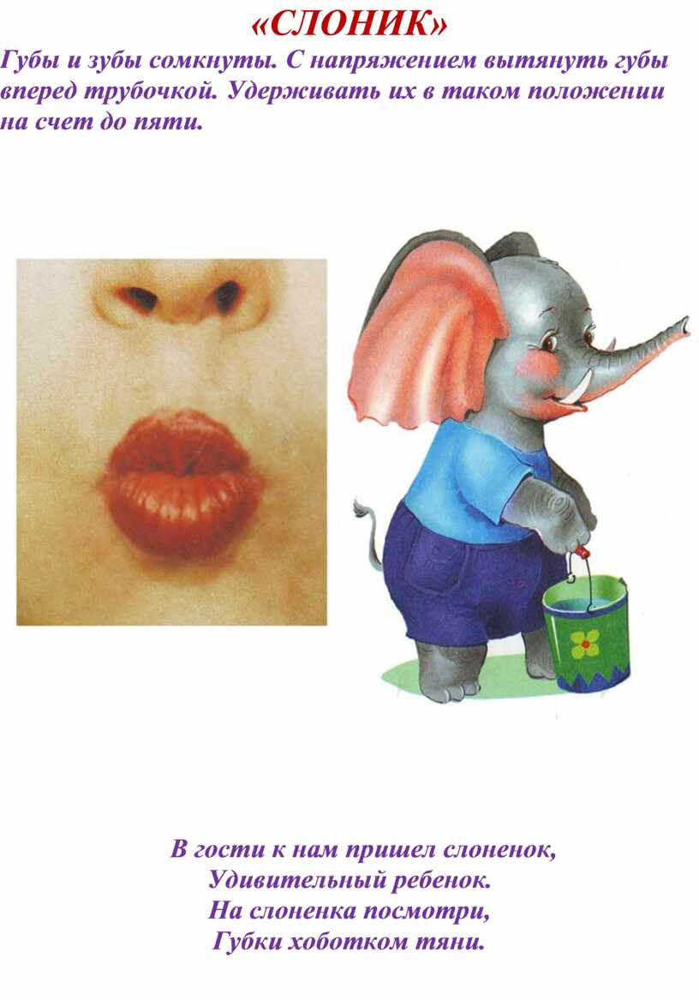 «СЛОНИК»
Губы и зубы сомкнуты. С напряжением вытянуть губы
вперед трубочкой. Удерживать их в таком положении
на счет до пяти.
В гости к нам пришел слоненок,
Удивительный ребенок.
На слоненка посмотри,
Губки хоботком тяни.